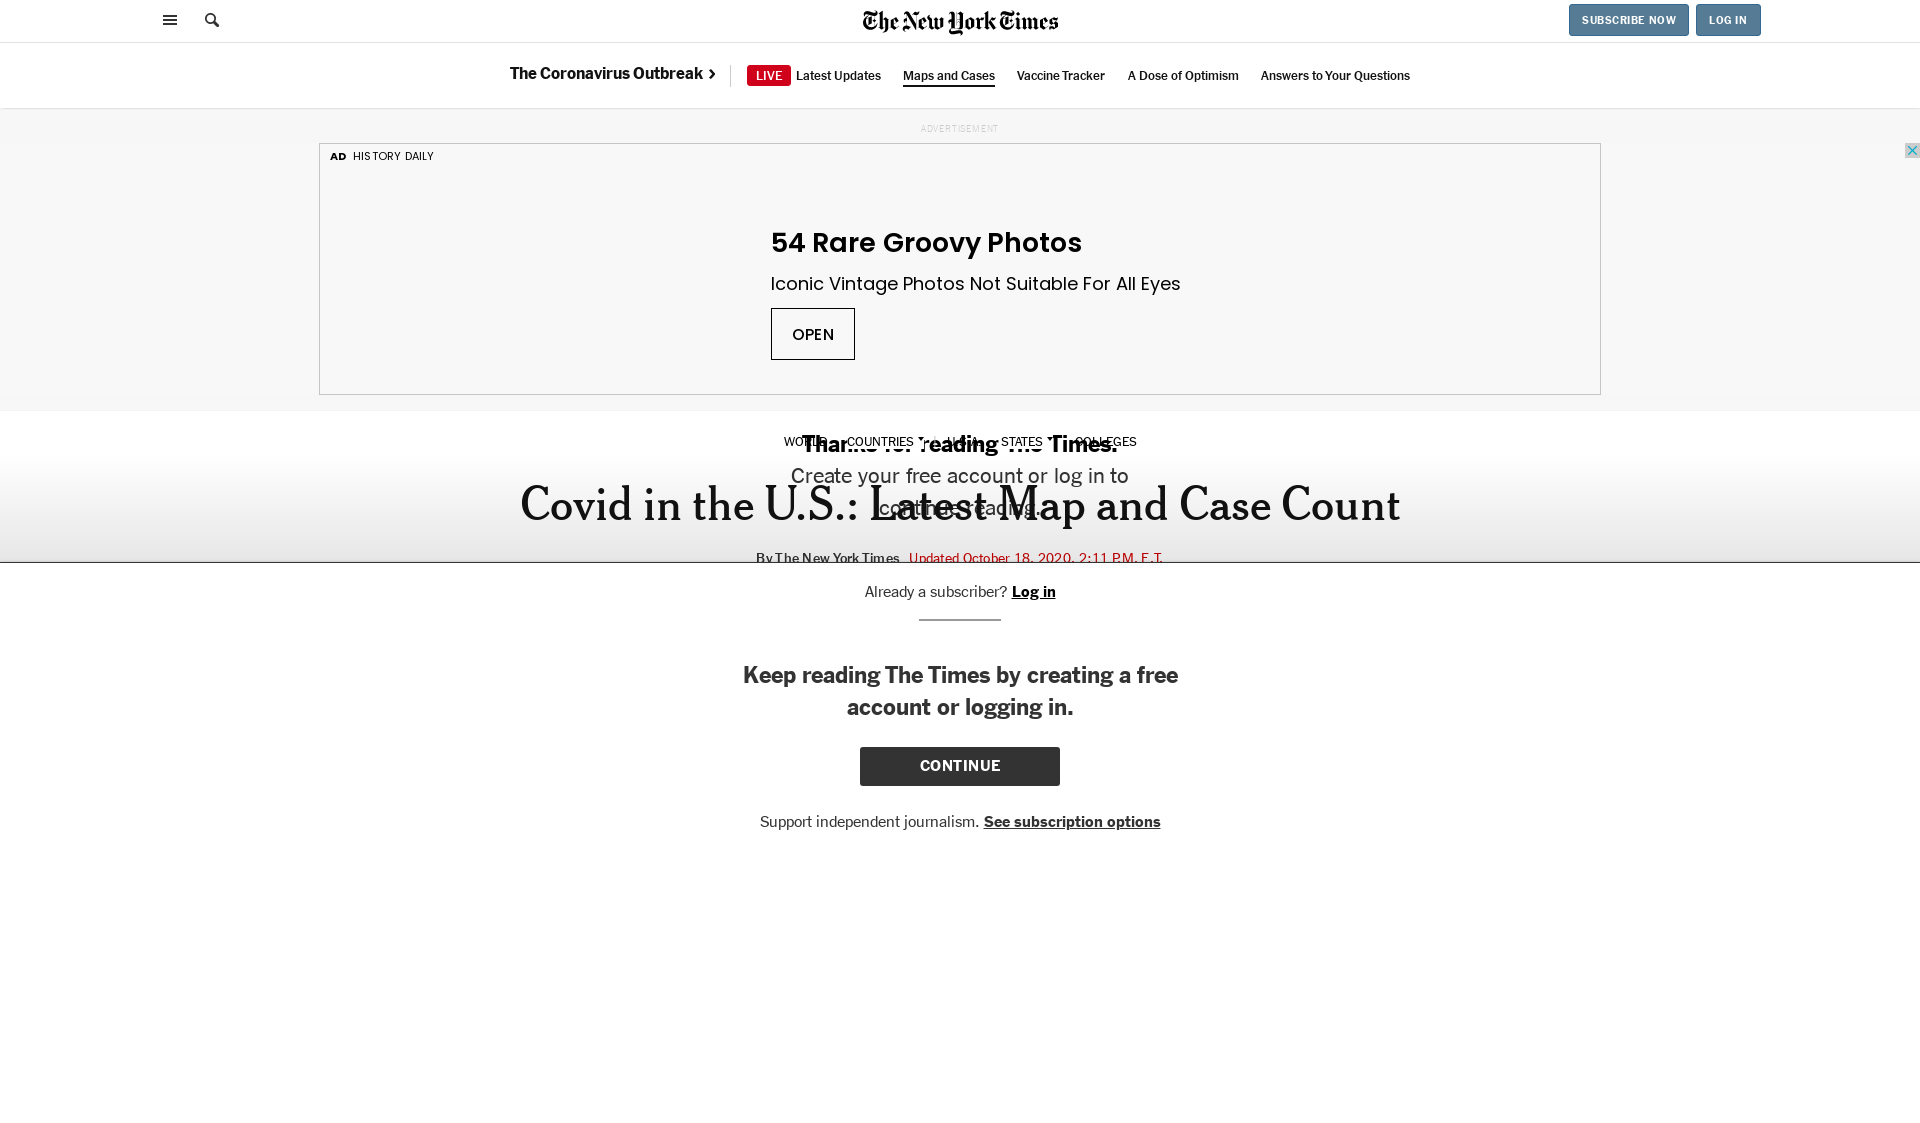 The New York Times
SUBSCRIBE NOW
LOG IN
The Coronavirus Outbreak
LIVE Latest Updates
Maps and Cases
Vaccine Tracker
A Dose of Optimism
Answers to Your Questions
ADVERTISEMENT
AD HISTORY DAILY
54 Rare Groovy Photos
Iconic Vintage Photos Not Suitable For All Eyes
OPEN
WORLD COUNTRIES U.S.A. STATES COLLEGES
Thanks for reading The Times.
Create your free account or log in to
continue reading.
Covid in the U.S.: Latest Map and Case Count
By The New York Times Updated October 18, 2020, 2:11 P.M. E.T.
Already a subscriber? Log in
Keep reading The Times by creating a free
account or logging in.
CONTINUE
Support independent journalism. See subscription options